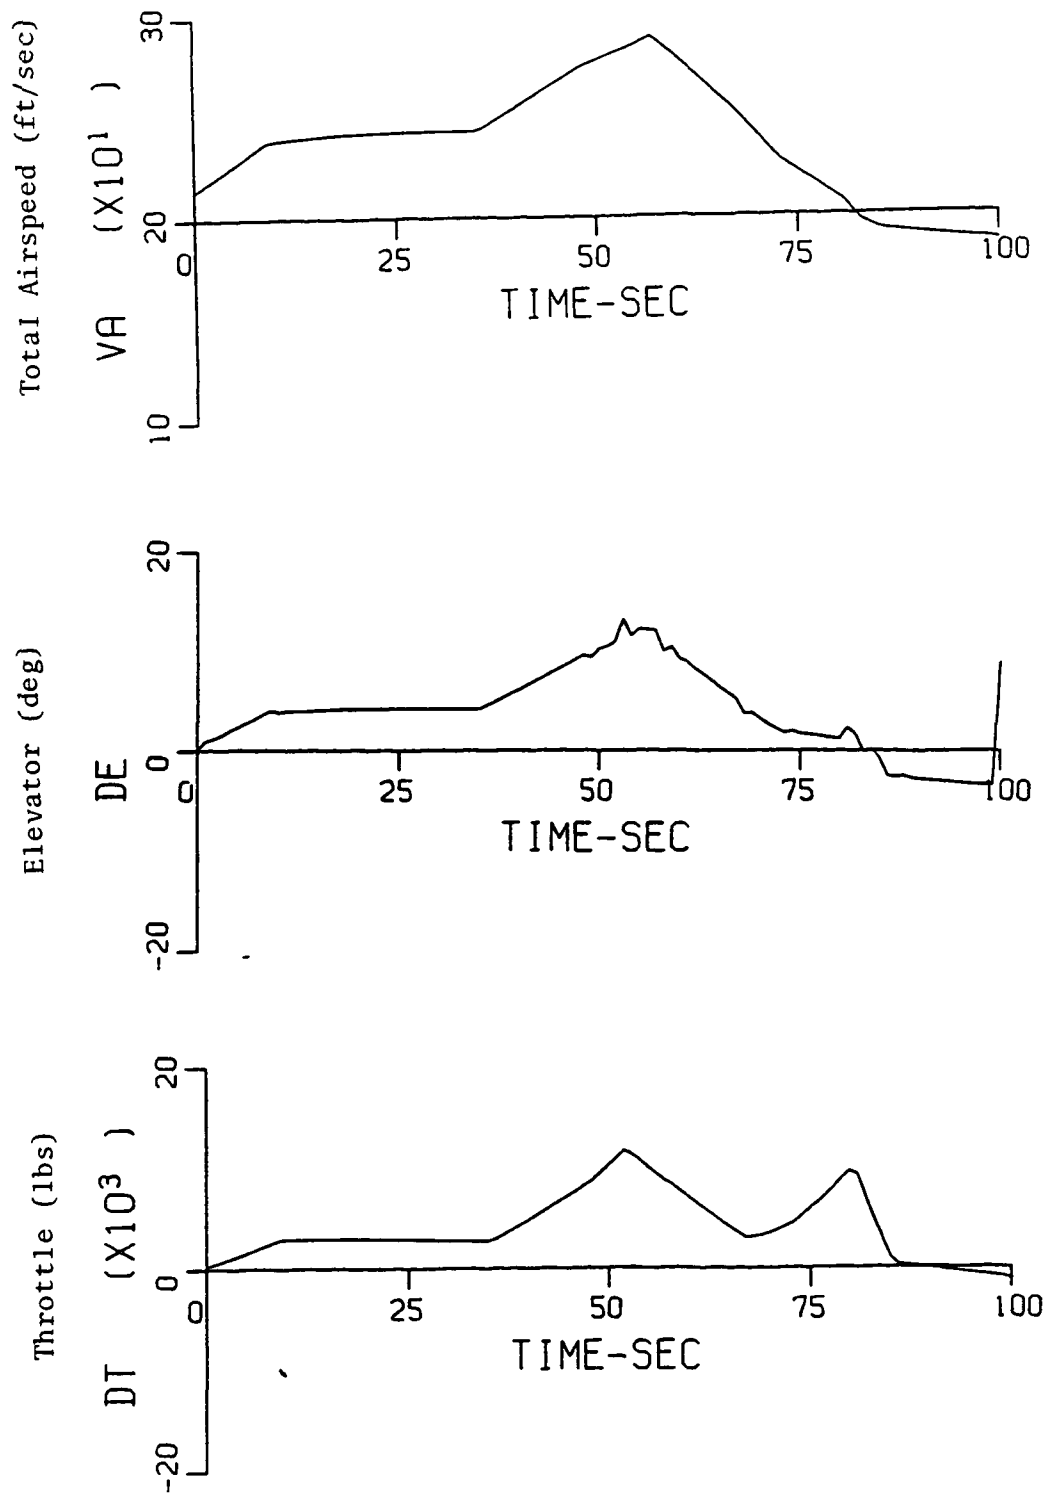 Total Airspeed (ft/sec)
VA (X10¹ )
30
20
10
0 25 50 75 100
TIME-SEC
Elevator (deg)
DE
20
0
-20
0 25 50 75 100
TIME-SEC
Throttle (lbs)
DT (X10³ )
20
0
-20
0 25 50 75 100
TIME-SEC